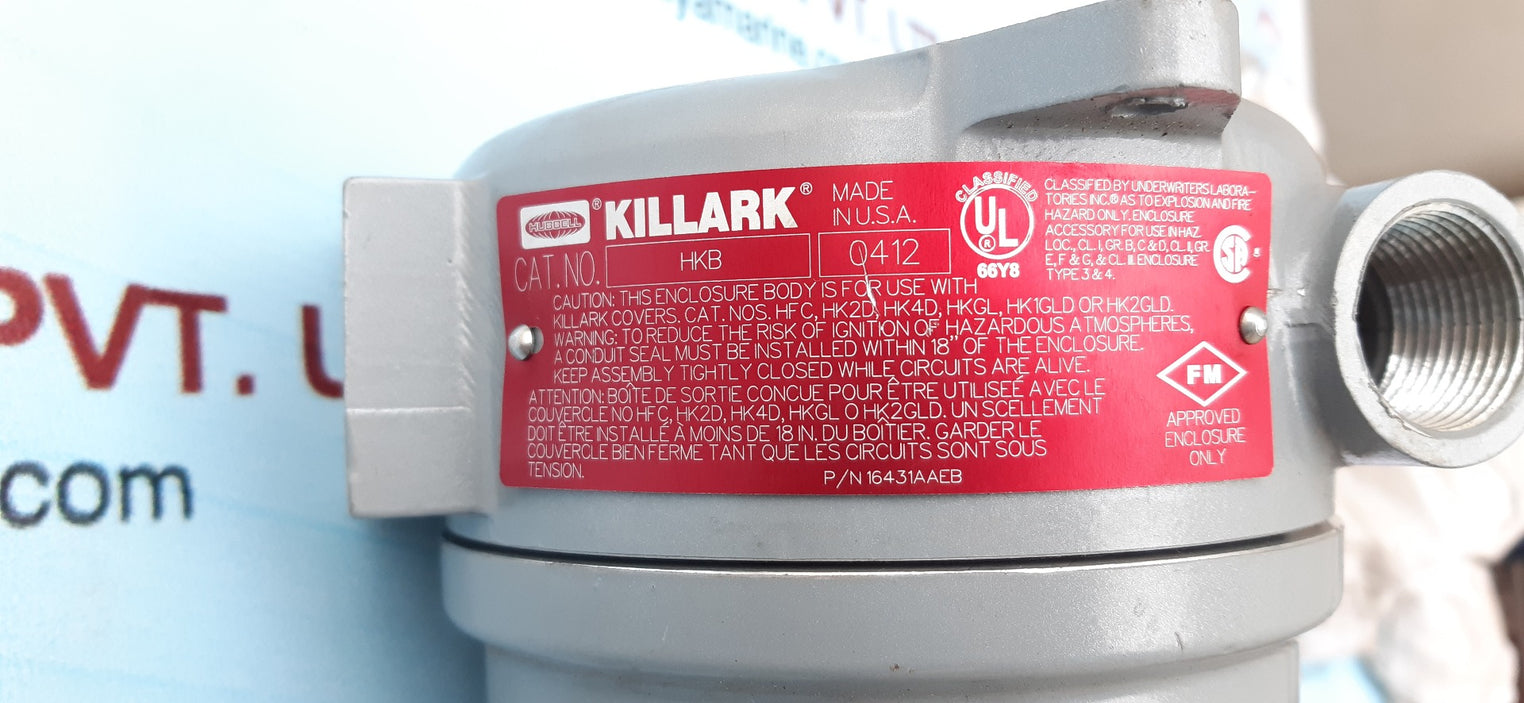 PVT.
yamarine.co
com
HUBBELL ® KILLARK® MADE IN U.S.A.
CAT. NO. HKB 0412
CLASSIFIED
UL ®
66Y8
CLASSIFIED BY UNDERWRITERS LABORA-
TORIES INC.® AS TO EXPLOSION AND FIRE
HAZARD ONLY. ENCLOSURE
ACCESSORY FOR USE IN HAZ.
LOC., CL. I, GR. B, C & D, CL. II, GR.
E, F & G, & CL. III. ENCLOSURE
TYPE 3 & 4.
SA ®
CAUTION: THIS ENCLOSURE BODY IS FOR USE WITH
KILLARK COVERS. CAT. NOS. HFC, HK2D, HK4D, HKGL, HK1GLD OR HK2GLD.
WARNING: TO REDUCE THE RISK OF IGNITION OF HAZARDOUS ATMOSPHERES,
A CONDUIT SEAL MUST BE INSTALLED WITHIN 18" OF THE ENCLOSURE.
KEEP ASSEMBLY TIGHTLY CLOSED WHILE CIRCUITS ARE ALIVE.
ATTENTION: BOÎTE DE SORTIE CONCUE POUR ÊTRE UTILISEÉ AVEC LE
COUVERCLE NO HFC, HK2D, HK4D, HKGL O HK2GLD. UN SCELLEMENT
DOIT ÊTRE INSTALLÉ À MOINS DE 18 IN. DU BOÎTIER. GARDER LE
COUVERCLE BIEN FERME TANT QUE LES CIRCUITS SONT SOUS
TENSION.
P/N 16431AAEB
FM
APPROVED
ENCLOSURE
ONLY